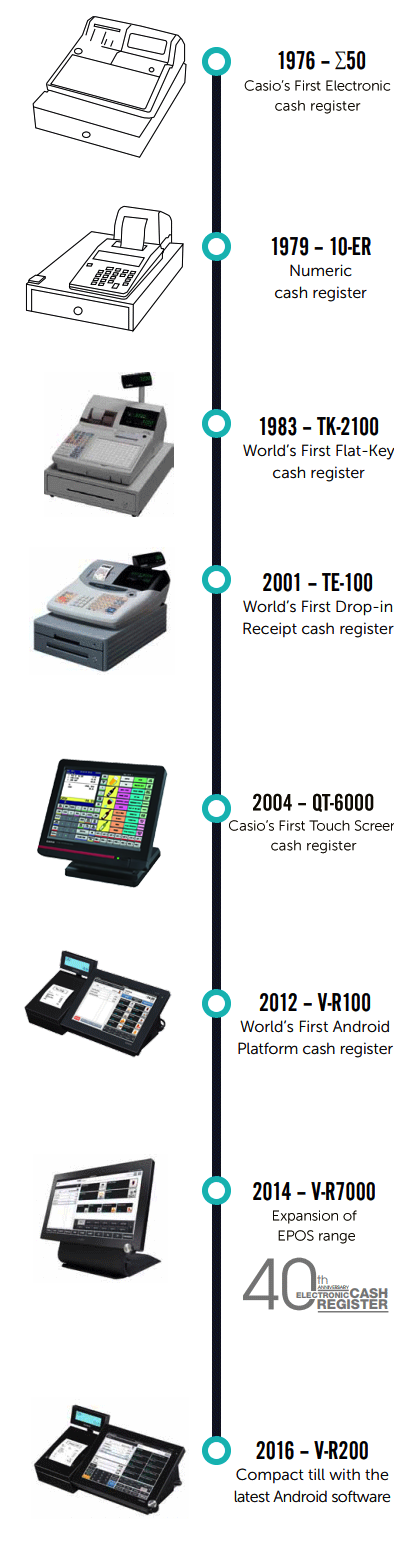 1976 – Σ50
Casio's First Electronic
cash register
1979 – 10-ER
Numeric
cash register
1983 – TK-2100
World's First Flat-Key
cash register
2001 – TE-100
World's First Drop-in
Receipt cash register
2004 – QT-6000
Casio's First Touch Screen
cash register
2012 – V-R100
World's First Android
Platform cash register
2014 – V-R7000
Expansion of
EPOS range
40th
ANNIVERSARY
ELECTRONIC CASH
REGISTER
2016 – V-R200
Compact till with the
latest Android software